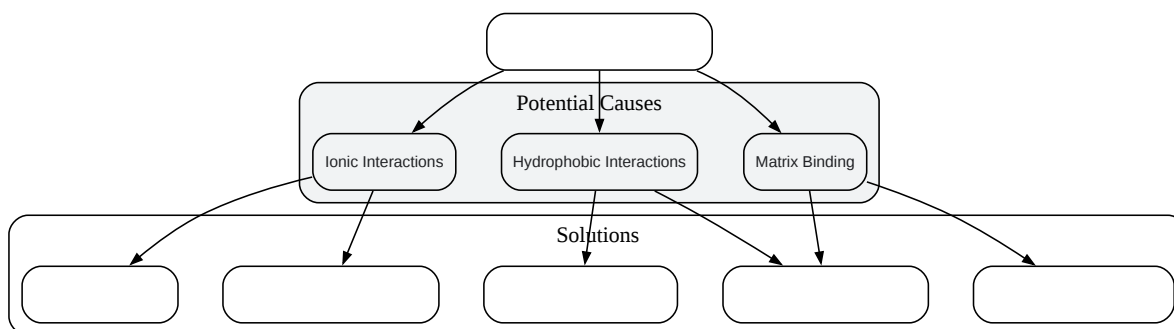 Potential Causes
Ionic Interactions
Hydrophobic Interactions
Matrix Binding
Solutions